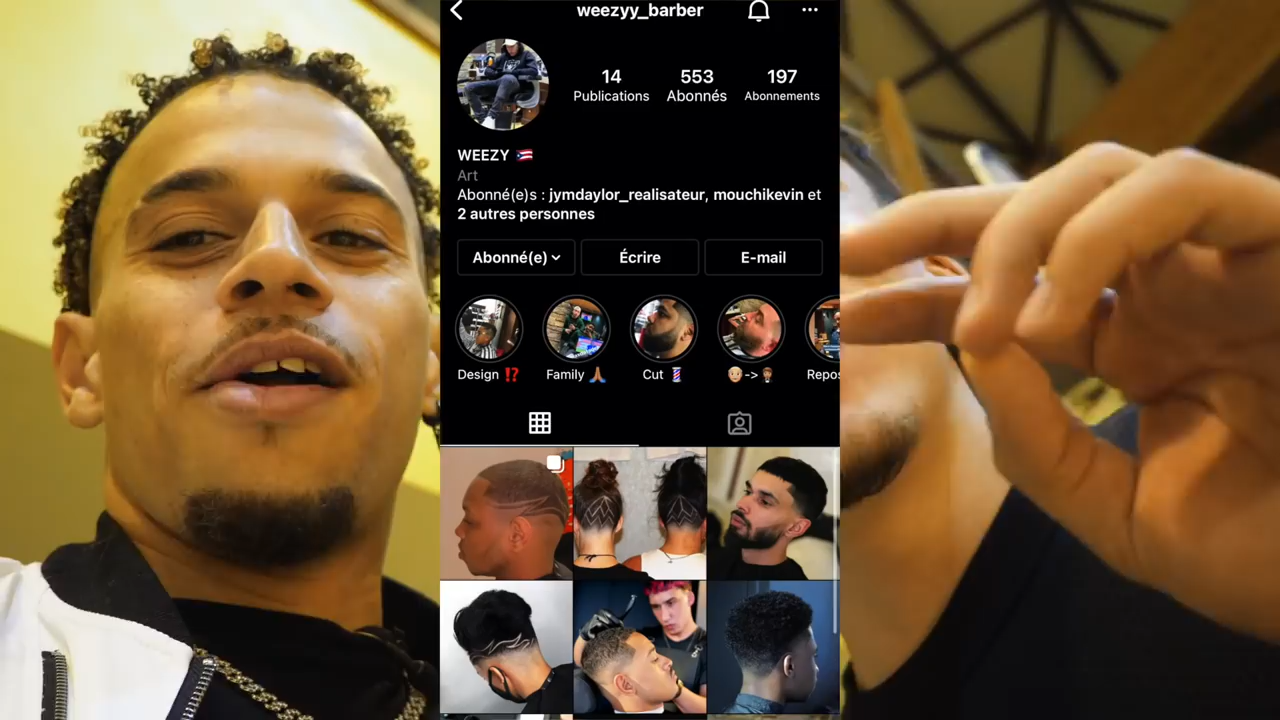 weezyy_barber
14 553 197
Publications Abonnés Abonnements
WEEZY 🇵🇷
Art
Abonné(e)s : jymdaylor_realisateur, mouchikevin et
2 autres personnes
Abonné(e) Écrire E-mail
Design ⁉️ Family 🙏🏽 Cut 💈 👨🏼‍🦲->👨🏽‍🦱 Repos